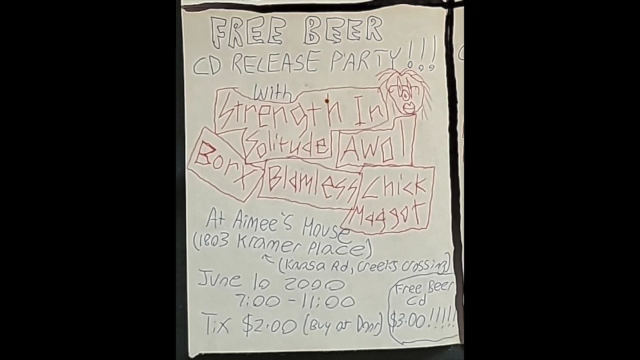 FREE BEER
CD RELEASE PARTY!!!
With
Strength In
Solitude AWol
Borx Blamless Chick
Maggot
At Aimee's House
(1803 Kramer Place)
(Kaasa Rd, Creeks Crossing)
June 10 2000
7:00-11:00
Tix $2.00 (Buy at Door)
Free Beer
Cd
$3.00!!!!!